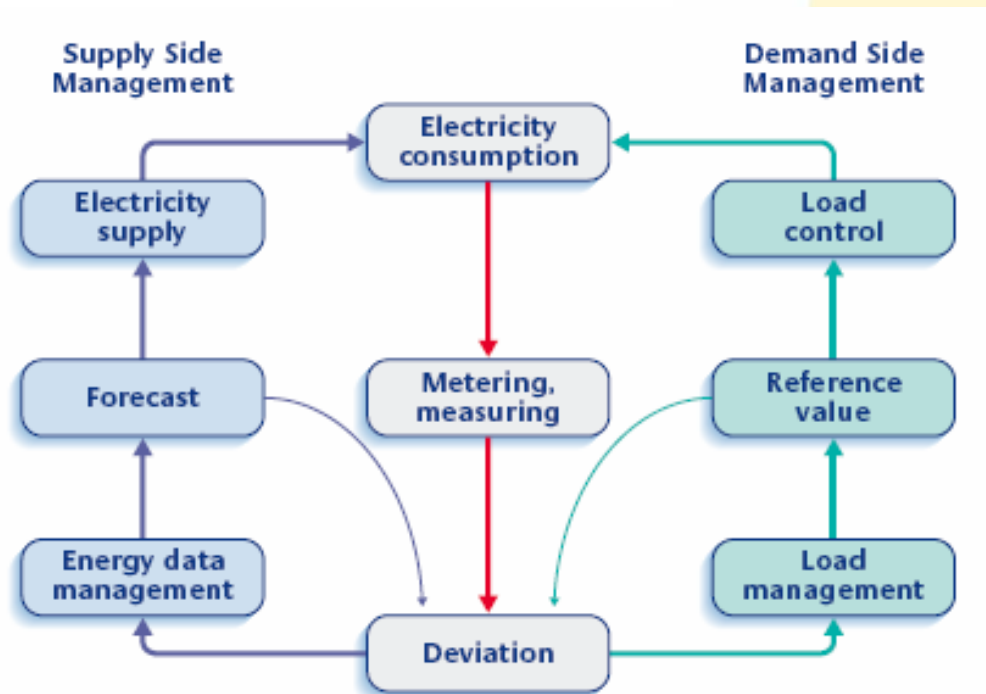 Supply Side
Management
Demand Side
Management
Electricity
consumption
Electricity
supply
Load
control
Forecast
Metering,
measuring
Reference
value
Energy data
management
Load
management
Deviation